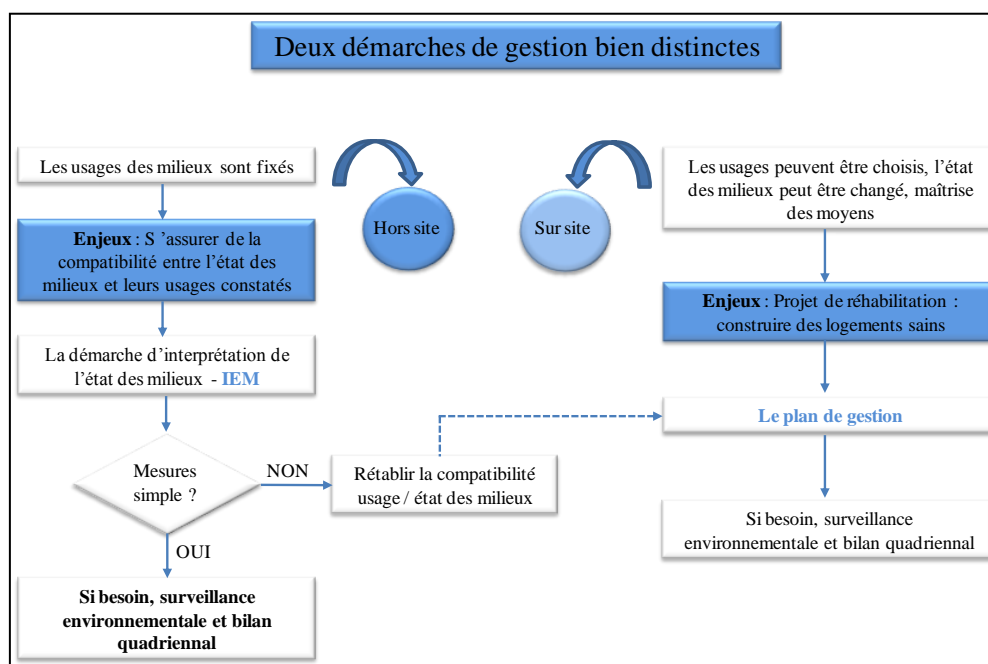 Deux démarches de gestion bien distinctes
Les usages des milieux sont fixés
Enjeux : S ’assurer de la
compatibilité entre l’état des
milieux et leurs usages constatés
La démarche d’interprétation de
l’état des milieux - IEM
Mesures
simple ?
NON
OUI
Rétablir la compatibilité
usage / état des milieux
Si besoin, surveillance
environnementale et bilan
quadriennal
Hors site
Sur site
Les usages peuvent être choisis, l’état
des milieux peut être changé, maîtrise
des moyens
Enjeux : Projet de réhabilitation :
construire des logements sains
Le plan de gestion
Si besoin, surveillance
environnementale et bilan quadriennal